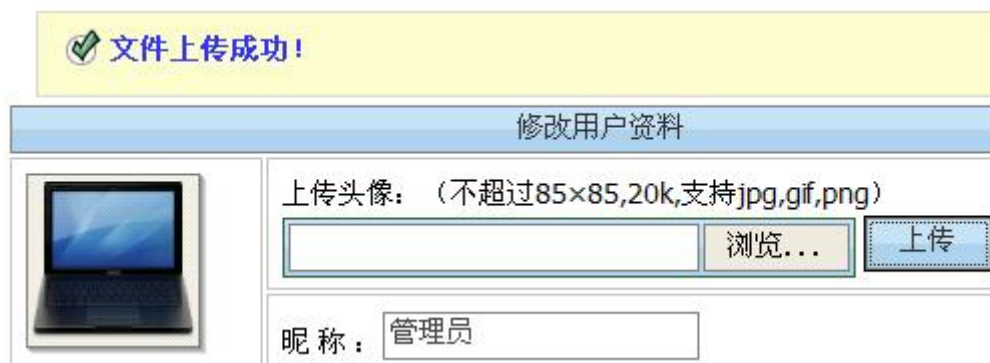 文件上传成功!
修改用户资料
上传头像: (不超过85×85,20k,支持jpg,gif,png)
浏览... 上传
昵 称: 管理员